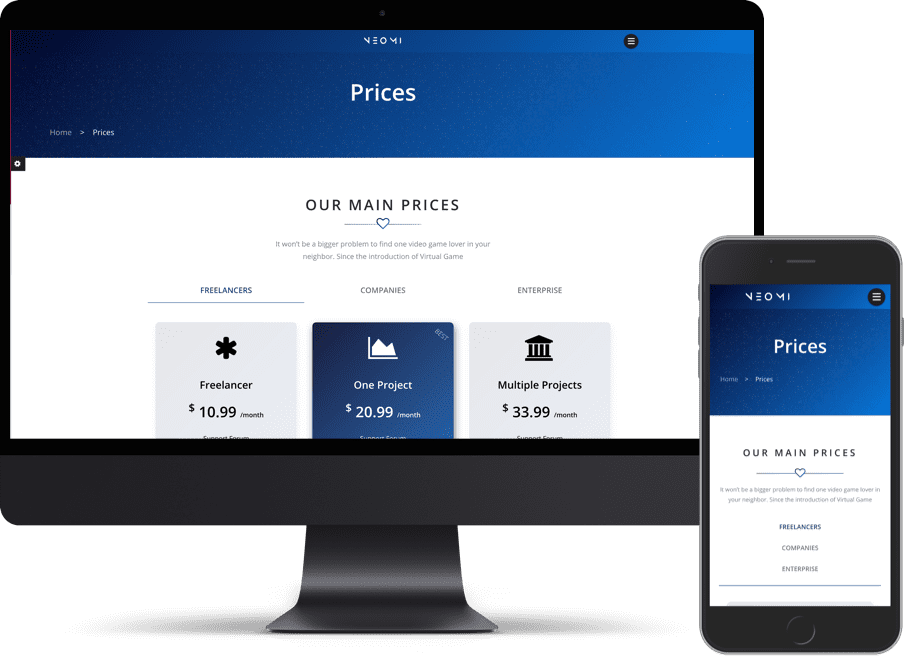 NEOMI
Prices
Home > Prices
OUR MAIN PRICES
It won't be a bigger problem to find one video game lover in your
neighbor. Since the introduction of Virtual Game
FREELANCERS
COMPANIES
ENTERPRISE
Freelancer
$ 10.99 /month
Support Forum
BEST
One Project
$ 20.99 /month
Support Forum
Multiple Projects
$ 33.99 /month
Support Forum
NEOMI
Prices
Home > Prices
OUR MAIN PRICES
It won't be a bigger problem to find one video game lover in
your neighbor. Since the introduction of Virtual Game
FREELANCERS
COMPANIES
ENTERPRISE